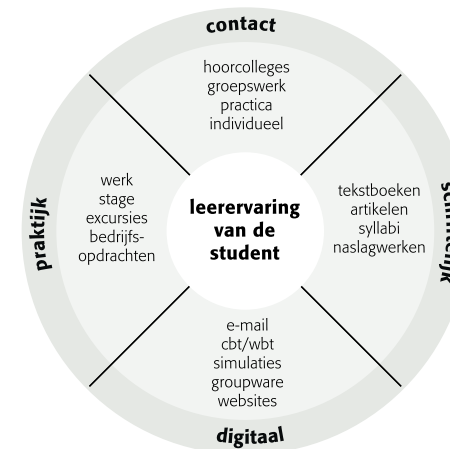 contact
hoorcolleges
groepswerk
practica
individueel
praktijk
werk
stage
excursies
bedrijfs-
opdrachten
leerervaring
van de
student
tekstboeken
artikelen
syllabi
naslagwerken
e-mail
cbt/wbt
simulaties
groupware
websites
digitaal